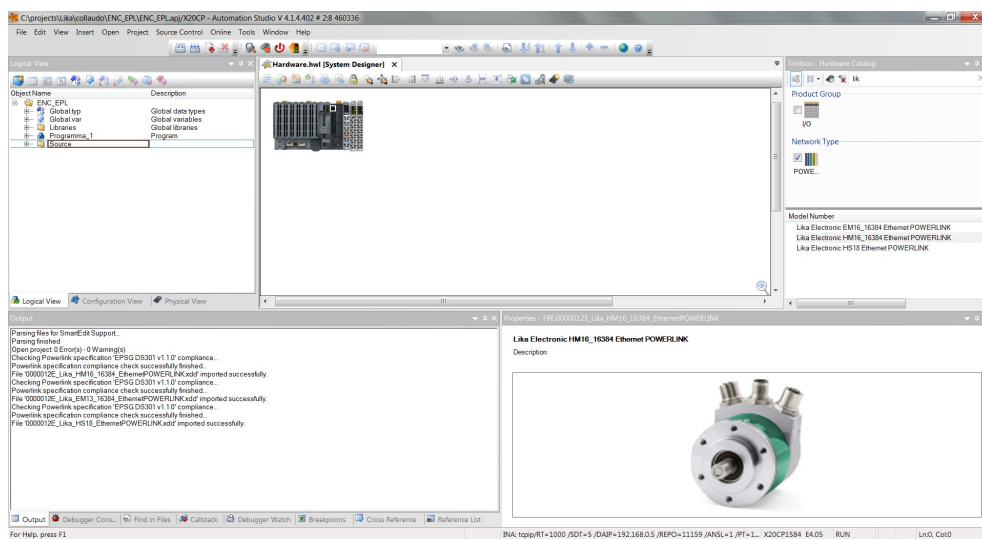 C:\projects\Lika\collaudo\ENC_EPL\ENC_EPL.apj/X20CP - Automation Studio V 4.1.4.402 # 2:8 460336
File Edit View Insert Open Project Source Control Online Tools Window Help
Logical View
Object Name Description
ENC_EPL
Global.typ Global data types
Global.var Global variables
Libraries Global libraries
Programma_1 Program
Source
Logical View Configuration View Physical View
Hardware.hwl [System Designer] X
Toolbox - Hardware Catalog
lik
Product Group
I/O
Network Type
POWE...
Model Number
Lika Electronic EM16_16384 Ethernet POWERLINK
Lika Electronic HM16_16384 Ethernet POWERLINK
Lika Electronic HS18 Ethernet POWERLINK
Output
Parsing files for SmartEdit Support...
Parsing finished
Open project: 0 Error(s) - 0 Warning(s)
Checking Powerlink specification 'EPSG DS301 v1.1.0' compliance...
Powerlink specification compliance check successfully finished...
File '0000012E_Lika_HM16_16384_EthernetPOWERLINK.xdd' imported successfully.
Checking Powerlink specification 'EPSG DS301 v1.1.0' compliance...
Powerlink specification compliance check successfully finished...
File '0000012E_Lika_EM13_16384_EthernetPOWERLINK.xdd' imported successfully.
Checking Powerlink specification 'EPSG DS301 v1.1.0' compliance...
Powerlink specification compliance check successfully finished...
File '0000012E_Lika_HS18_EthernetPOWERLINK.xdd' imported successfully.
Output Debugger Cons... Find in Files Callstack Debugger Watch Breakpoints Cross Reference Reference List
Properties - FBE.0000012E_Lika_HM16_16384_EthernetPOWERLINK
Lika Electronic HM16_16384 Ethernet POWERLINK
Description:
For Help, press F1
INA: tcpip/RT=1000 /SDT=5 /DAIP=192.168.0.5 /REPO=11159 /ANSL=1 /PT=1... X20CP1584 E4.05 RUN Ln:0, Col:0